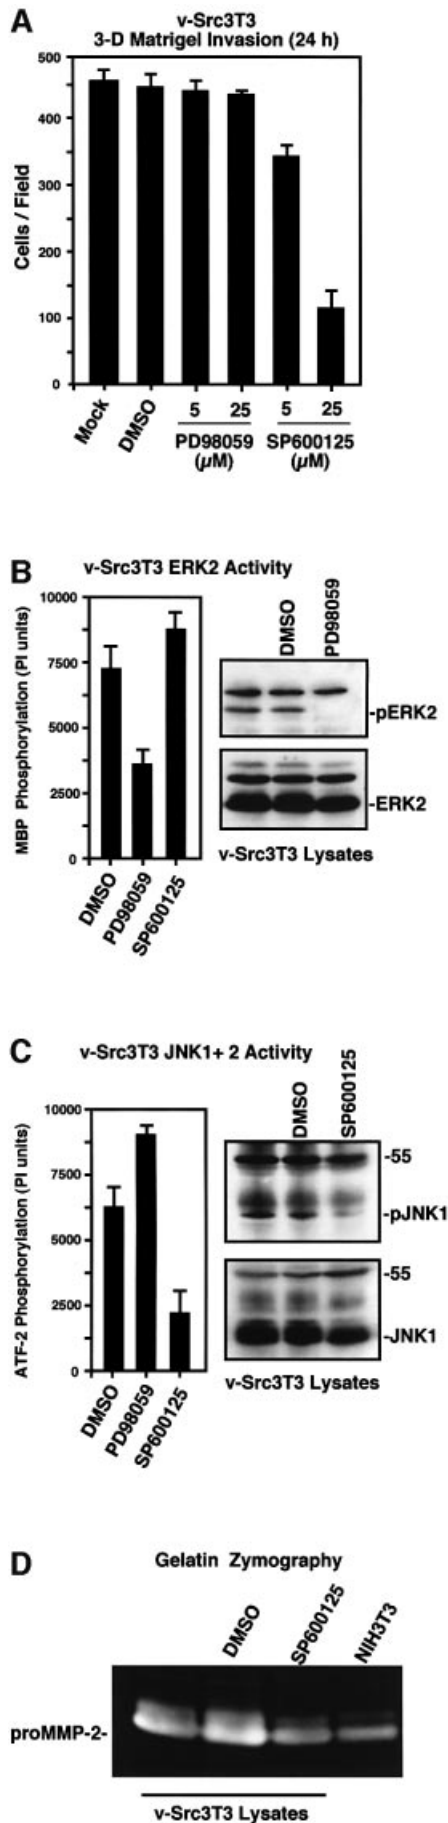 A
v-Src3T3
3-D Matrigel Invasion (24 h)
Cells / Field
500
400
300
200
100
0
Mock
DMSO
5 25 5 25
PD98059 SP600125
(µM) (µM)
B
v-Src3T3 ERK2 Activity
MBP Phosphorylation (PI units)
10000
7500
5000
2500
0
DMSO
PD98059
SP600125
DMSO
PD98059
-pERK2
-ERK2
v-Src3T3 Lysates
C
v-Src3T3 JNK1+ 2 Activity
ATF-2 Phosphorylation (PI units)
10000
7500
5000
2500
0
DMSO
PD98059
SP600125
DMSO
SP600125
-55
-pJNK1
-55
-JNK1
v-Src3T3 Lysates
D
Gelatin Zymography
DMSO
SP600125
NIH3T3
proMMP-2-
v-Src3T3 Lysates